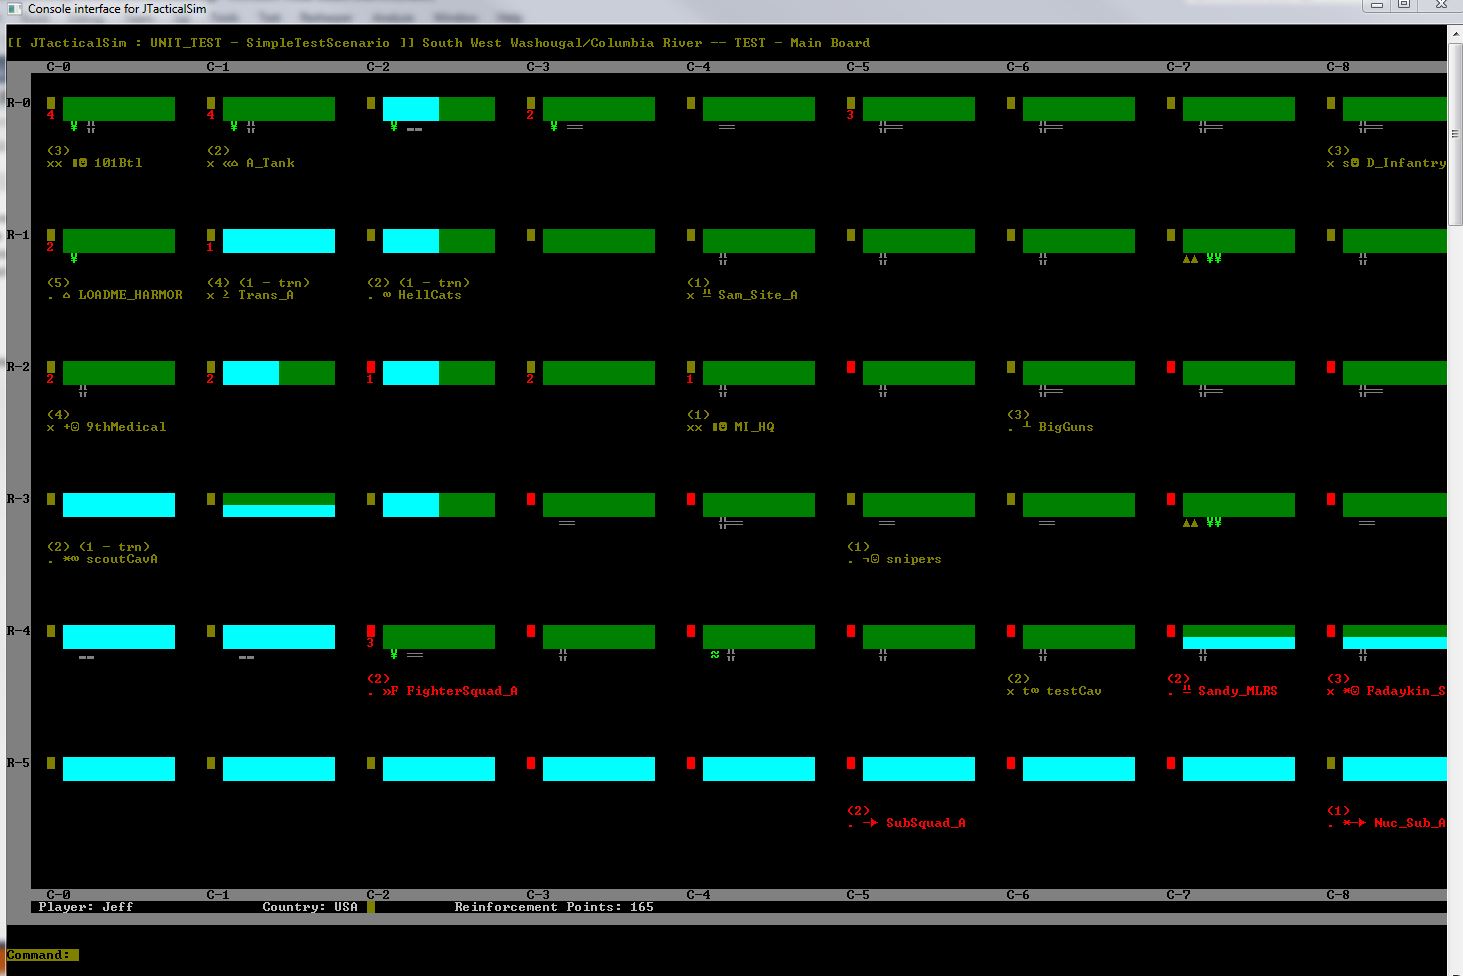 Console interface for JTacticalSim
[[ JTacticalSim : UNIT_TEST - SimpleTestScenario ]] South West Washougal/Columbia River -- TEST - Main Board
C-0 C-1 C-2 C-3 C-4 C-5 C-6 C-7 C-8
R-0
4 4 2 3
¥ ¥ ¥ ¥
(3) (2) (3)
xx 101Btl x «⌂ A_Tank x s☺ D_Infantry
R-1
2 1
¥ ▲▲ ¥¥
(5) (4) (1 - trn) (2) (1 - trn) (1)
. ⌂ LOADME_HARMOR x Trans_A . ∞ HellCats x Sam_Site_A
R-2
2 2 1 2 1
(4) (1) (3)
x +☺ 9thMedical xx MI_HQ . ┴ BigGuns
R-3
▲▲ ¥¥
(2) (1 - trn) (1)
. *∞ scoutCavA . ¬☺ snipers
R-4
3
¥
(2) (2) (2) (3)
. »F FighterSquad_A x t∞ testCav . Sandy_MLRS x *☺ Fadaykin_S
R-5
(2) (1)
. SubSquad_A . Nuc_Sub_A
C-0 C-1 C-2 C-3 C-4 C-5 C-6 C-7 C-8
Player: Jeff Country: USA Reinforcement Points: 165
Command: